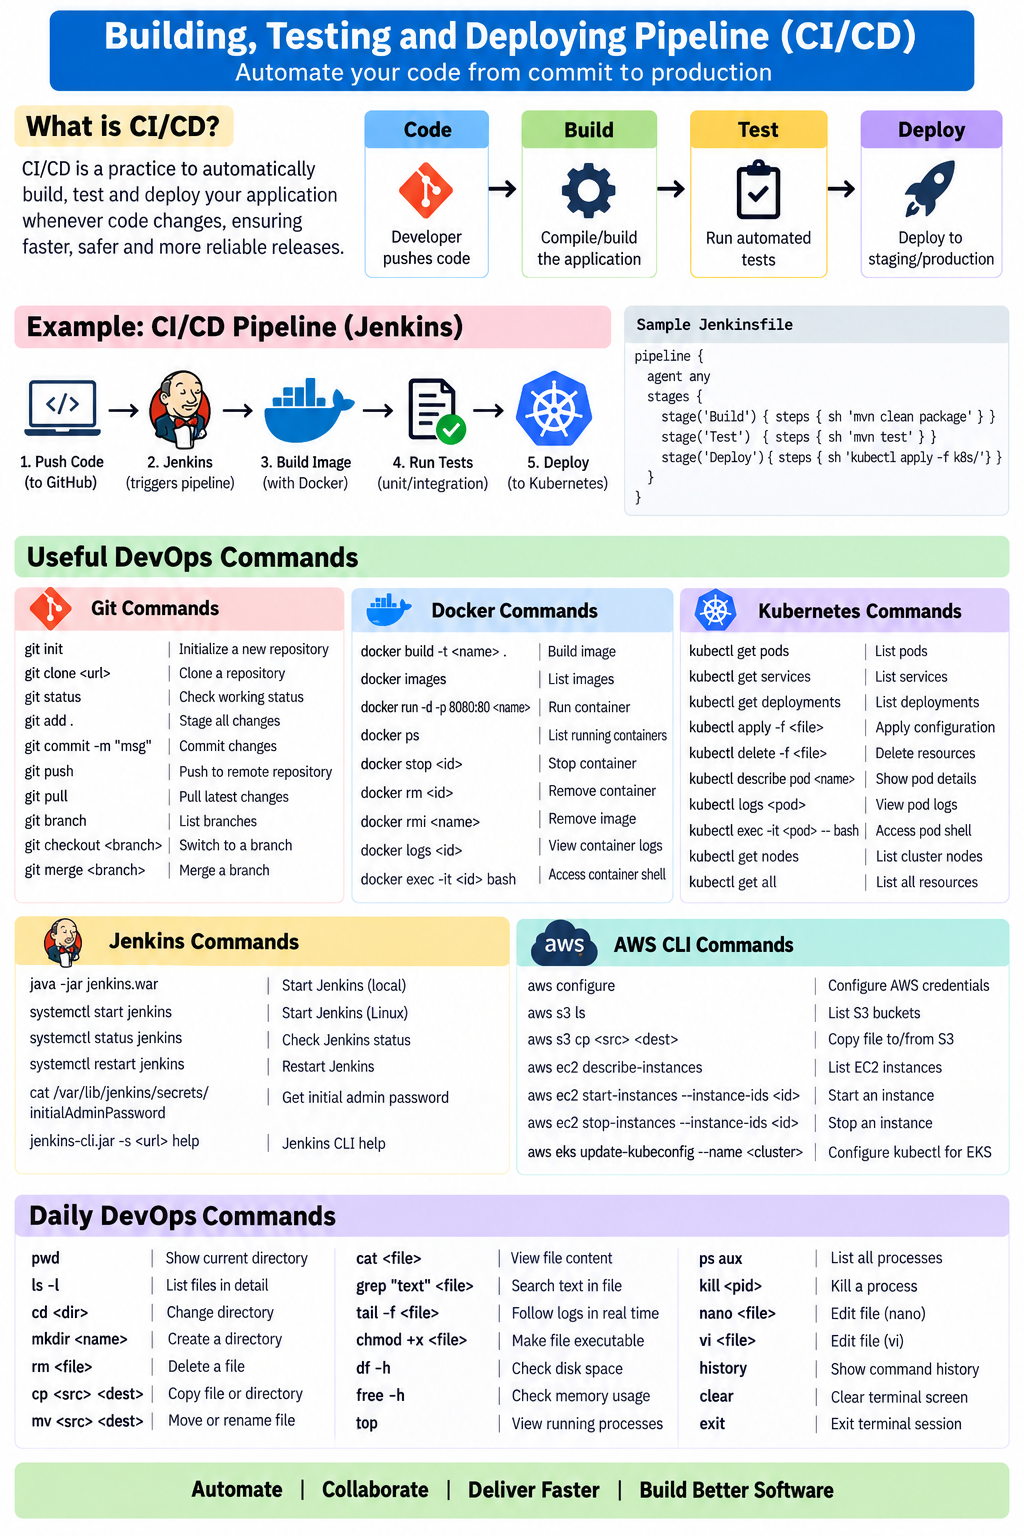 Building, Testing and Deploying Pipeline (CI/CD)
Automate your code from commit to production
What is CI/CD?
CI/CD is a practice to automatically
build, test and deploy your application
whenever code changes, ensuring
faster, safer and more reliable releases.
Code
Developer
pushes code
Build
Compile/build
the application
Test
Run automated
tests
Deploy
Deploy to
staging/production
Example: CI/CD Pipeline (Jenkins)
</>
1. Push Code
(to GitHub)
2. Jenkins
(triggers pipeline)
3. Build Image
(with Docker)
4. Run Tests
(unit/integration)
5. Deploy
(to Kubernetes)
Sample Jenkinsfile
pipeline {
agent any
stages {
stage('Build') { steps { sh 'mvn clean package' } }
stage('Test') { steps { sh 'mvn test' } }
stage('Deploy') { steps { sh 'kubectl apply -f k8s/'} }
}
}
Useful DevOps Commands
Git Commands
git init | Initialize a new repository
git clone <url> | Clone a repository
git status | Check working status
git add . | Stage all changes
git commit -m "msg" | Commit changes
git push | Push to remote repository
git pull | Pull latest changes
git branch | List branches
git checkout <branch> | Switch to a branch
git merge <branch> | Merge a branch
Docker Commands
docker build -t <name> . | Build image
docker images | List images
docker run -d -p 8080:80 <name> | Run container
docker ps | List running containers
docker stop <id> | Stop container
docker rm <id> | Remove container
docker rmi <name> | Remove image
docker logs <id> | View container logs
docker exec -it <id> bash | Access container shell
Kubernetes Commands
kubectl get pods | List pods
kubectl get services | List services
kubectl get deployments | List deployments
kubectl apply -f <file> | Apply configuration
kubectl delete -f <file> | Delete resources
kubectl describe pod <name> | Show pod details
kubectl logs <pod> | View pod logs
kubectl exec -it <pod> -- bash | Access pod shell
kubectl get nodes | List cluster nodes
kubectl get all | List all resources
Jenkins Commands
java -jar jenkins.war | Start Jenkins (local)
systemctl start jenkins | Start Jenkins (Linux)
systemctl status jenkins | Check Jenkins status
systemctl restart jenkins | Restart Jenkins
cat /var/lib/jenkins/secrets/
initialAdminPassword | Get initial admin password
jenkins-cli.jar -s <url> help | Jenkins CLI help
aws
AWS CLI Commands
aws configure | Configure AWS credentials
aws s3 ls | List S3 buckets
aws s3 cp <src> <dest> | Copy file to/from S3
aws ec2 describe-instances | List EC2 instances
aws ec2 start-instances --instance-ids <id> | Start an instance
aws ec2 stop-instances --instance-ids <id> | Stop an instance
aws eks update-kubeconfig --name <cluster> | Configure kubectl for EKS
Daily DevOps Commands
pwd | Show current directory
ls -l | List files in detail
cd <dir> | Change directory
mkdir <name> | Create a directory
rm <file> | Delete a file
cp <src> <dest> | Copy file or directory
mv <src> <dest> | Move or rename file
cat <file> | View file content
grep "text" <file> | Search text in file
tail -f <file> | Follow logs in real time
chmod +x <file> | Make file executable
df -h | Check disk space
free -h | Check memory usage
top | View running processes
ps aux | List all processes
kill <pid> | Kill a process
nano <file> | Edit file (nano)
vi <file> | Edit file (vi)
history | Show command history
clear | Clear terminal screen
exit | Exit terminal session
Automate | Collaborate | Deliver Faster | Build Better Software